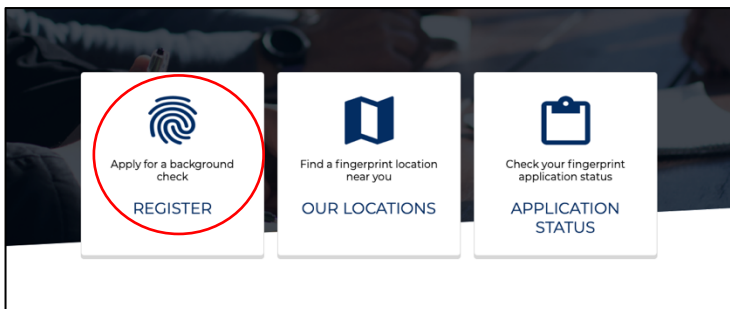 Apply for a background
check
REGISTER
Find a fingerprint location
near you
OUR LOCATIONS
Check your fingerprint
application status
APPLICATION
STATUS